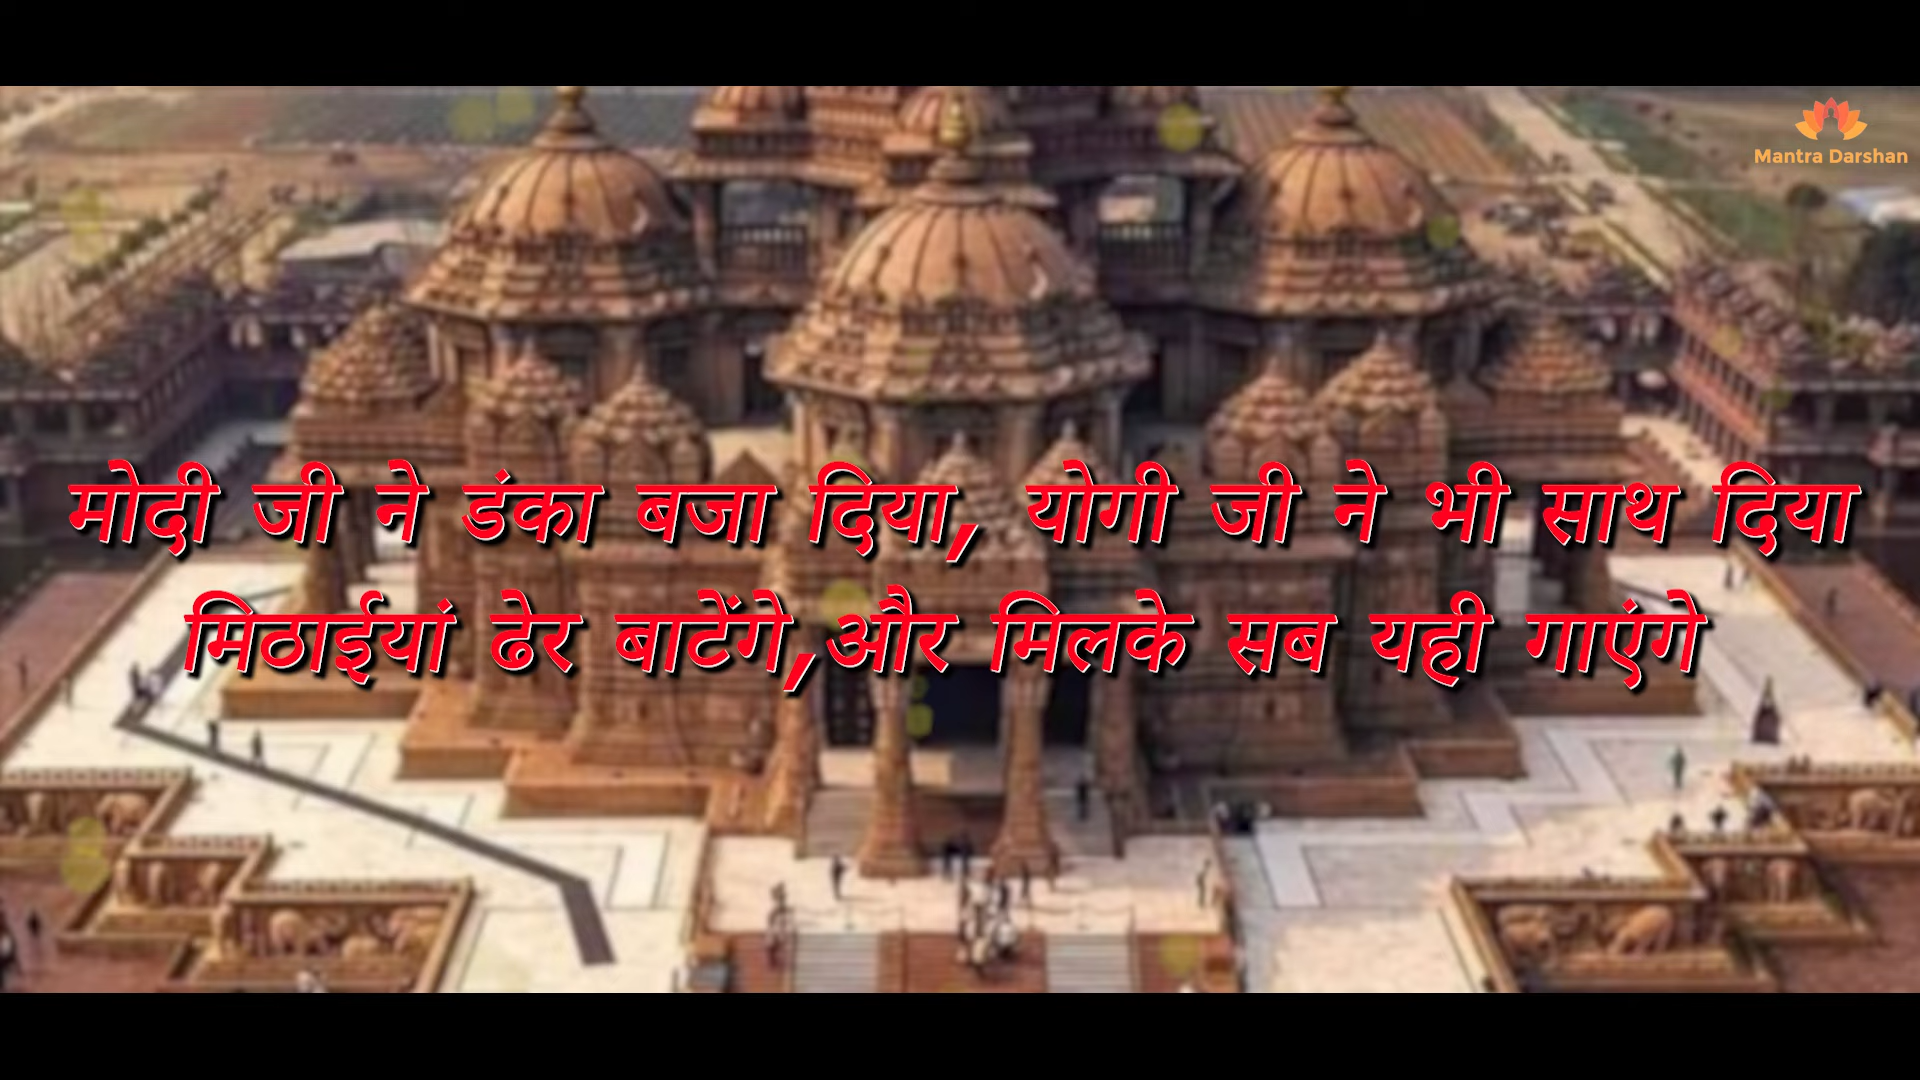 Mantra Darshan
मोदी जी ने डंका बजा दिया, योगी जी ने भी साथ दिया
मिठाईयां ढेर बाटेंगे,और मिलके सब यही गाएंगे